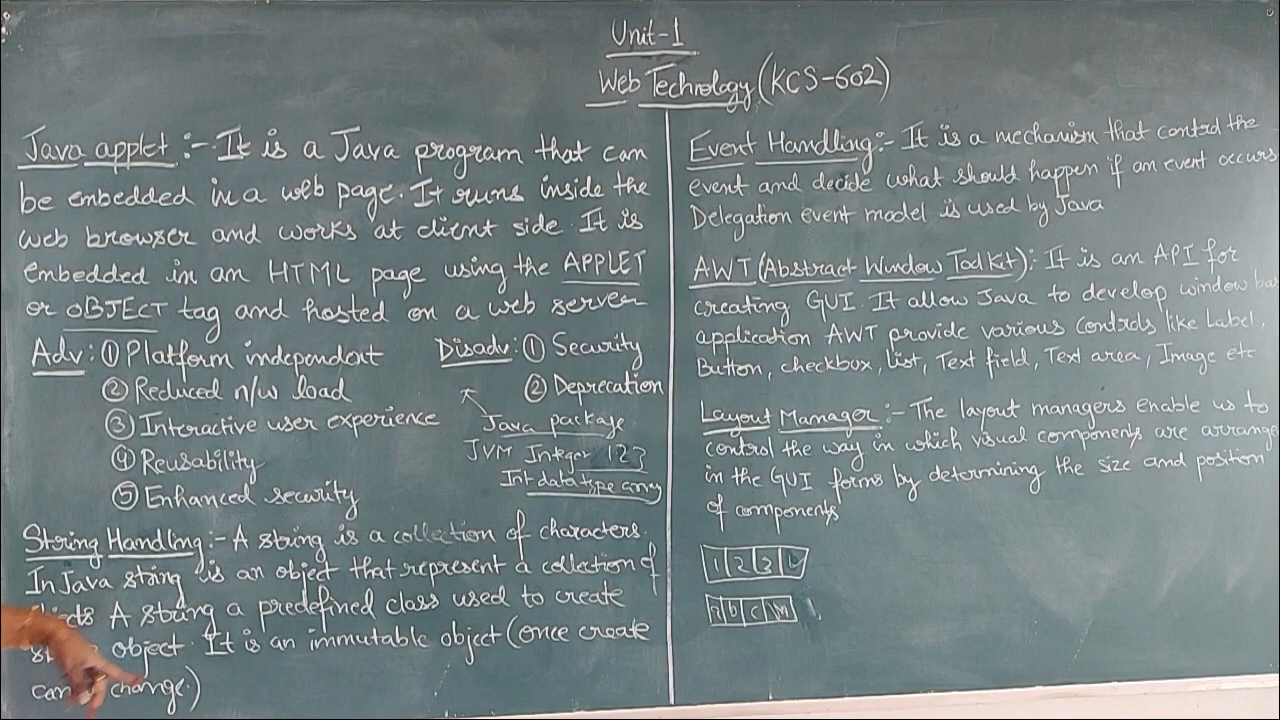 Unit-1
Web Technology (KCS-602)
Java applet :- It is a Java program that can
be embedded in a web page. It runs inside the
web browser and works at client side. It is
embedded in an HTML page using the APPLET
or OBJECT tag and hosted on a web server
Adv: ① Platform independent
② Reduced n/w load
③ Interactive user experience
④ Reusability
⑤ Enhanced security
Disadv: ① Security
② Deprecation
Java package
JVM Integer 123
Int data type array
String Handling :- A string is a collection of characters.
In Java string is an object that represent a collection of
A string a predefined class used to create
object. It is an immutable object (once create
change.)
Event Handling :- It is a mechanism that control the
event and decide what should happen if an event occurs
Delegation event model is used by Java
AWT (Abstract Window Tool Kit) : It is an API for
creating GUI. It allow Java to develop window ba
application AWT provide various controls like Label,
Button, checkbox, list, Text field, Text area, Image etc
Layout Manager :- The layout managers enable us to
control the way in which visual components are arrange
in the GUI forms by determining the size and position
of components
1 2 3
b c